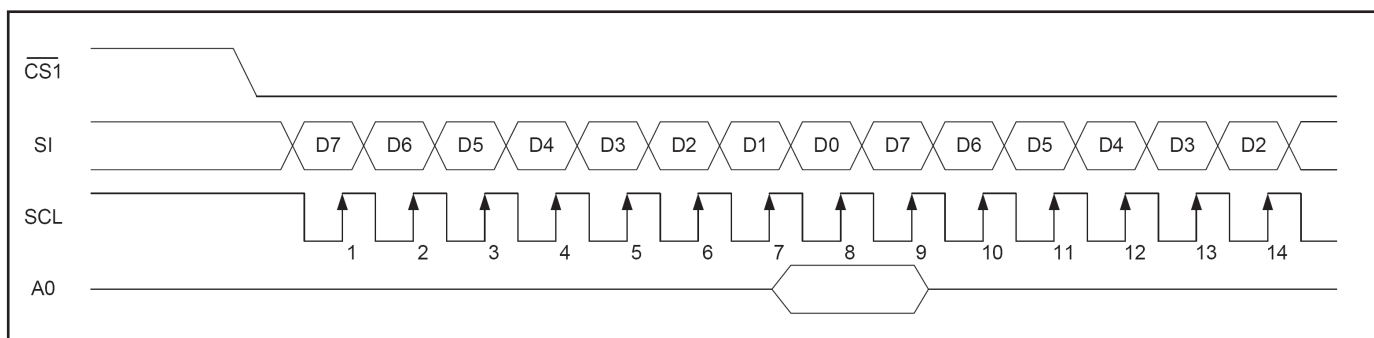 C̅S̅1̅
SI D7 D6 D5 D4 D3 D2 D1 D0 D7 D6 D5 D4 D3 D2
SCL
1 2 3 4 5 6 7 8 9 10 11 12 13 14
A0